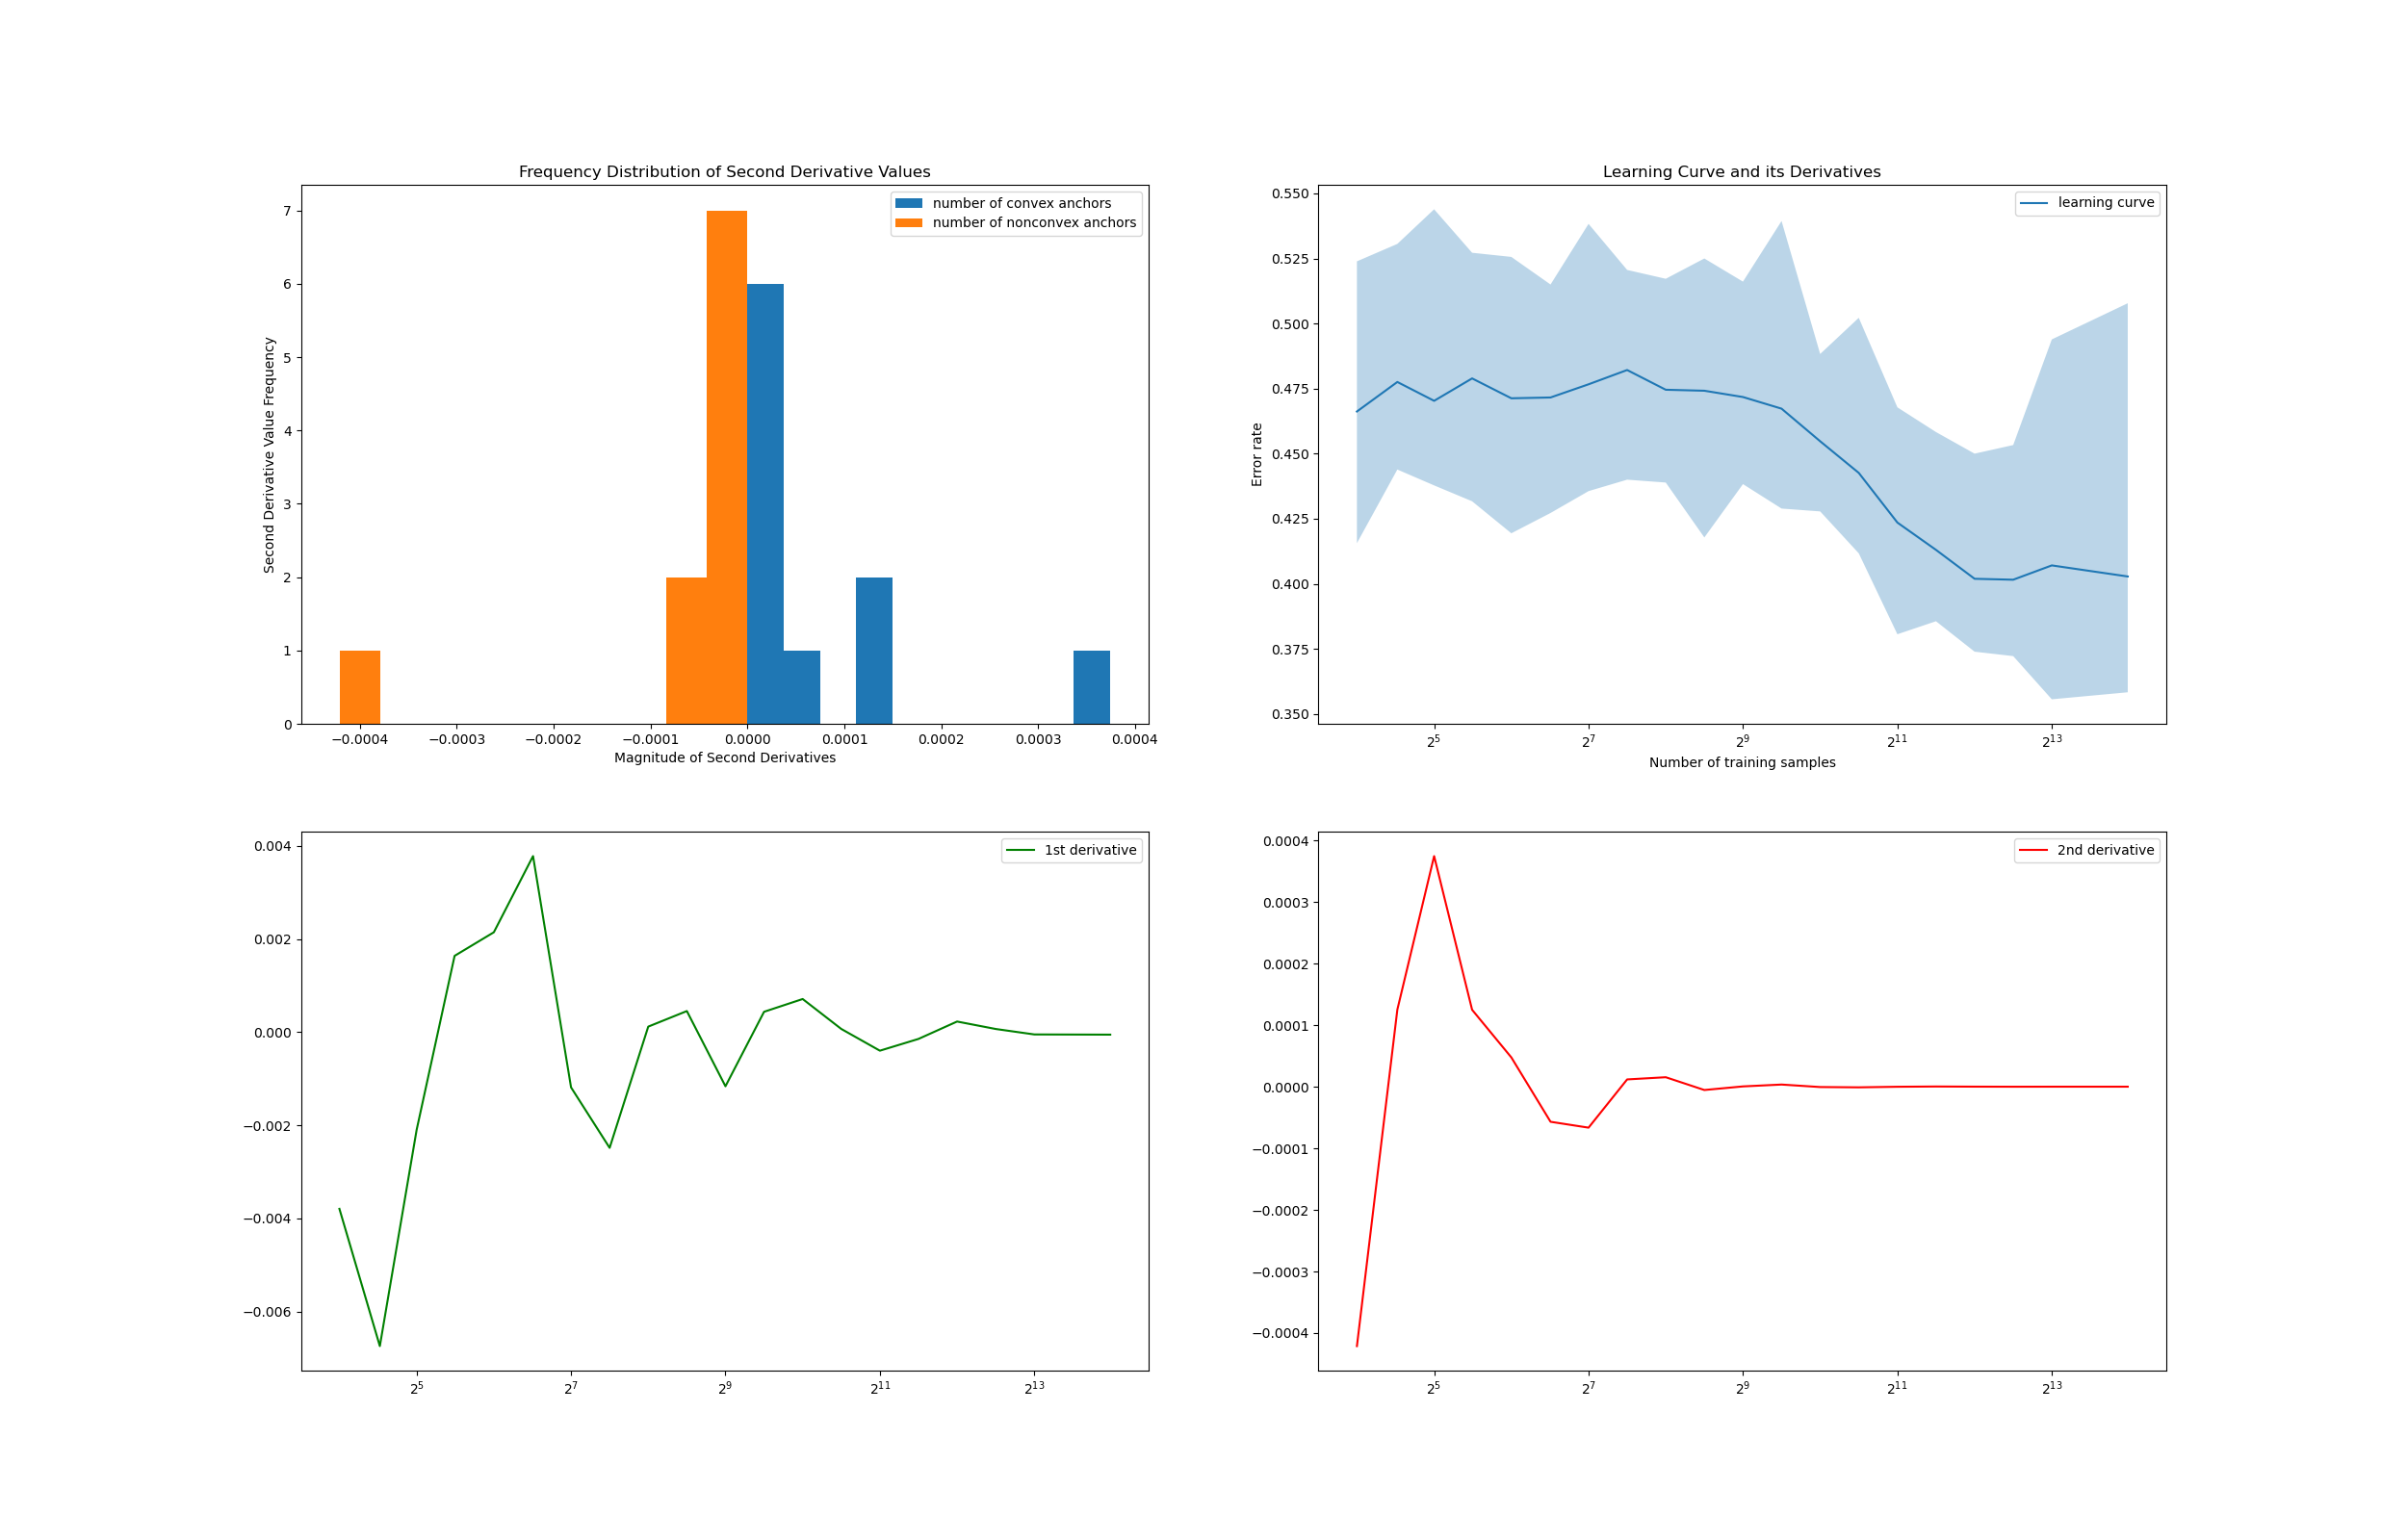 Frequency Distribution of Second Derivative Values
number of convex anchors
number of nonconvex anchors
7
6
5
4
3
2
1
0
Second Derivative Value Frequency
−0.0004 −0.0003 −0.0002 −0.0001 0.0000 0.0001 0.0002 0.0003 0.0004
Magnitude of Second Derivatives
Learning Curve and its Derivatives
learning curve
0.550
0.525
0.500
0.475
0.450
0.425
0.400
0.375
0.350
Error rate
2^5 2^7 2^9 2^11 2^13
Number of training samples
1st derivative
0.004
0.002
0.000
−0.002
−0.004
−0.006
2^5 2^7 2^9 2^11 2^13
2nd derivative
0.0004
0.0003
0.0002
0.0001
0.0000
−0.0001
−0.0002
−0.0003
−0.0004
2^5 2^7 2^9 2^11 2^13